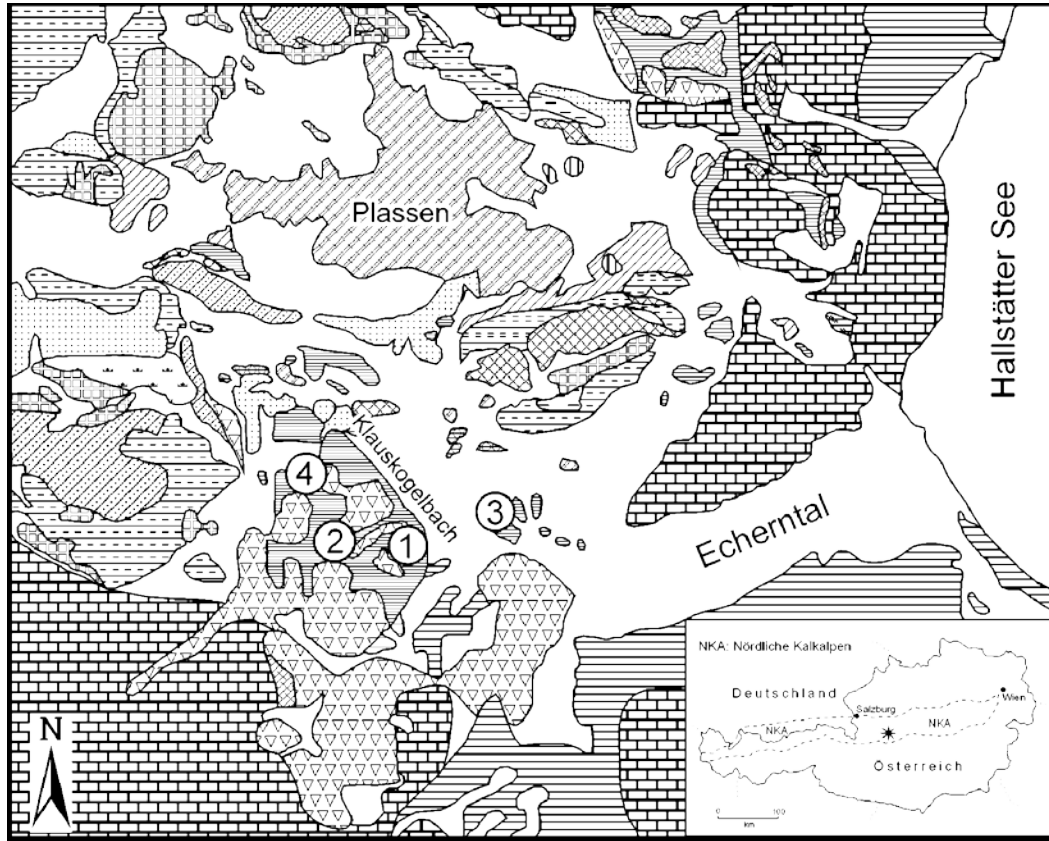 Plassen
Hallstätter See
Klauskogelbach
4
3
2
1
Echerntal
N
NKA: Nördliche Kalkalpen
Deutschland
Wien
Salzburg
NKA
NKA
Österreich
0 100
km